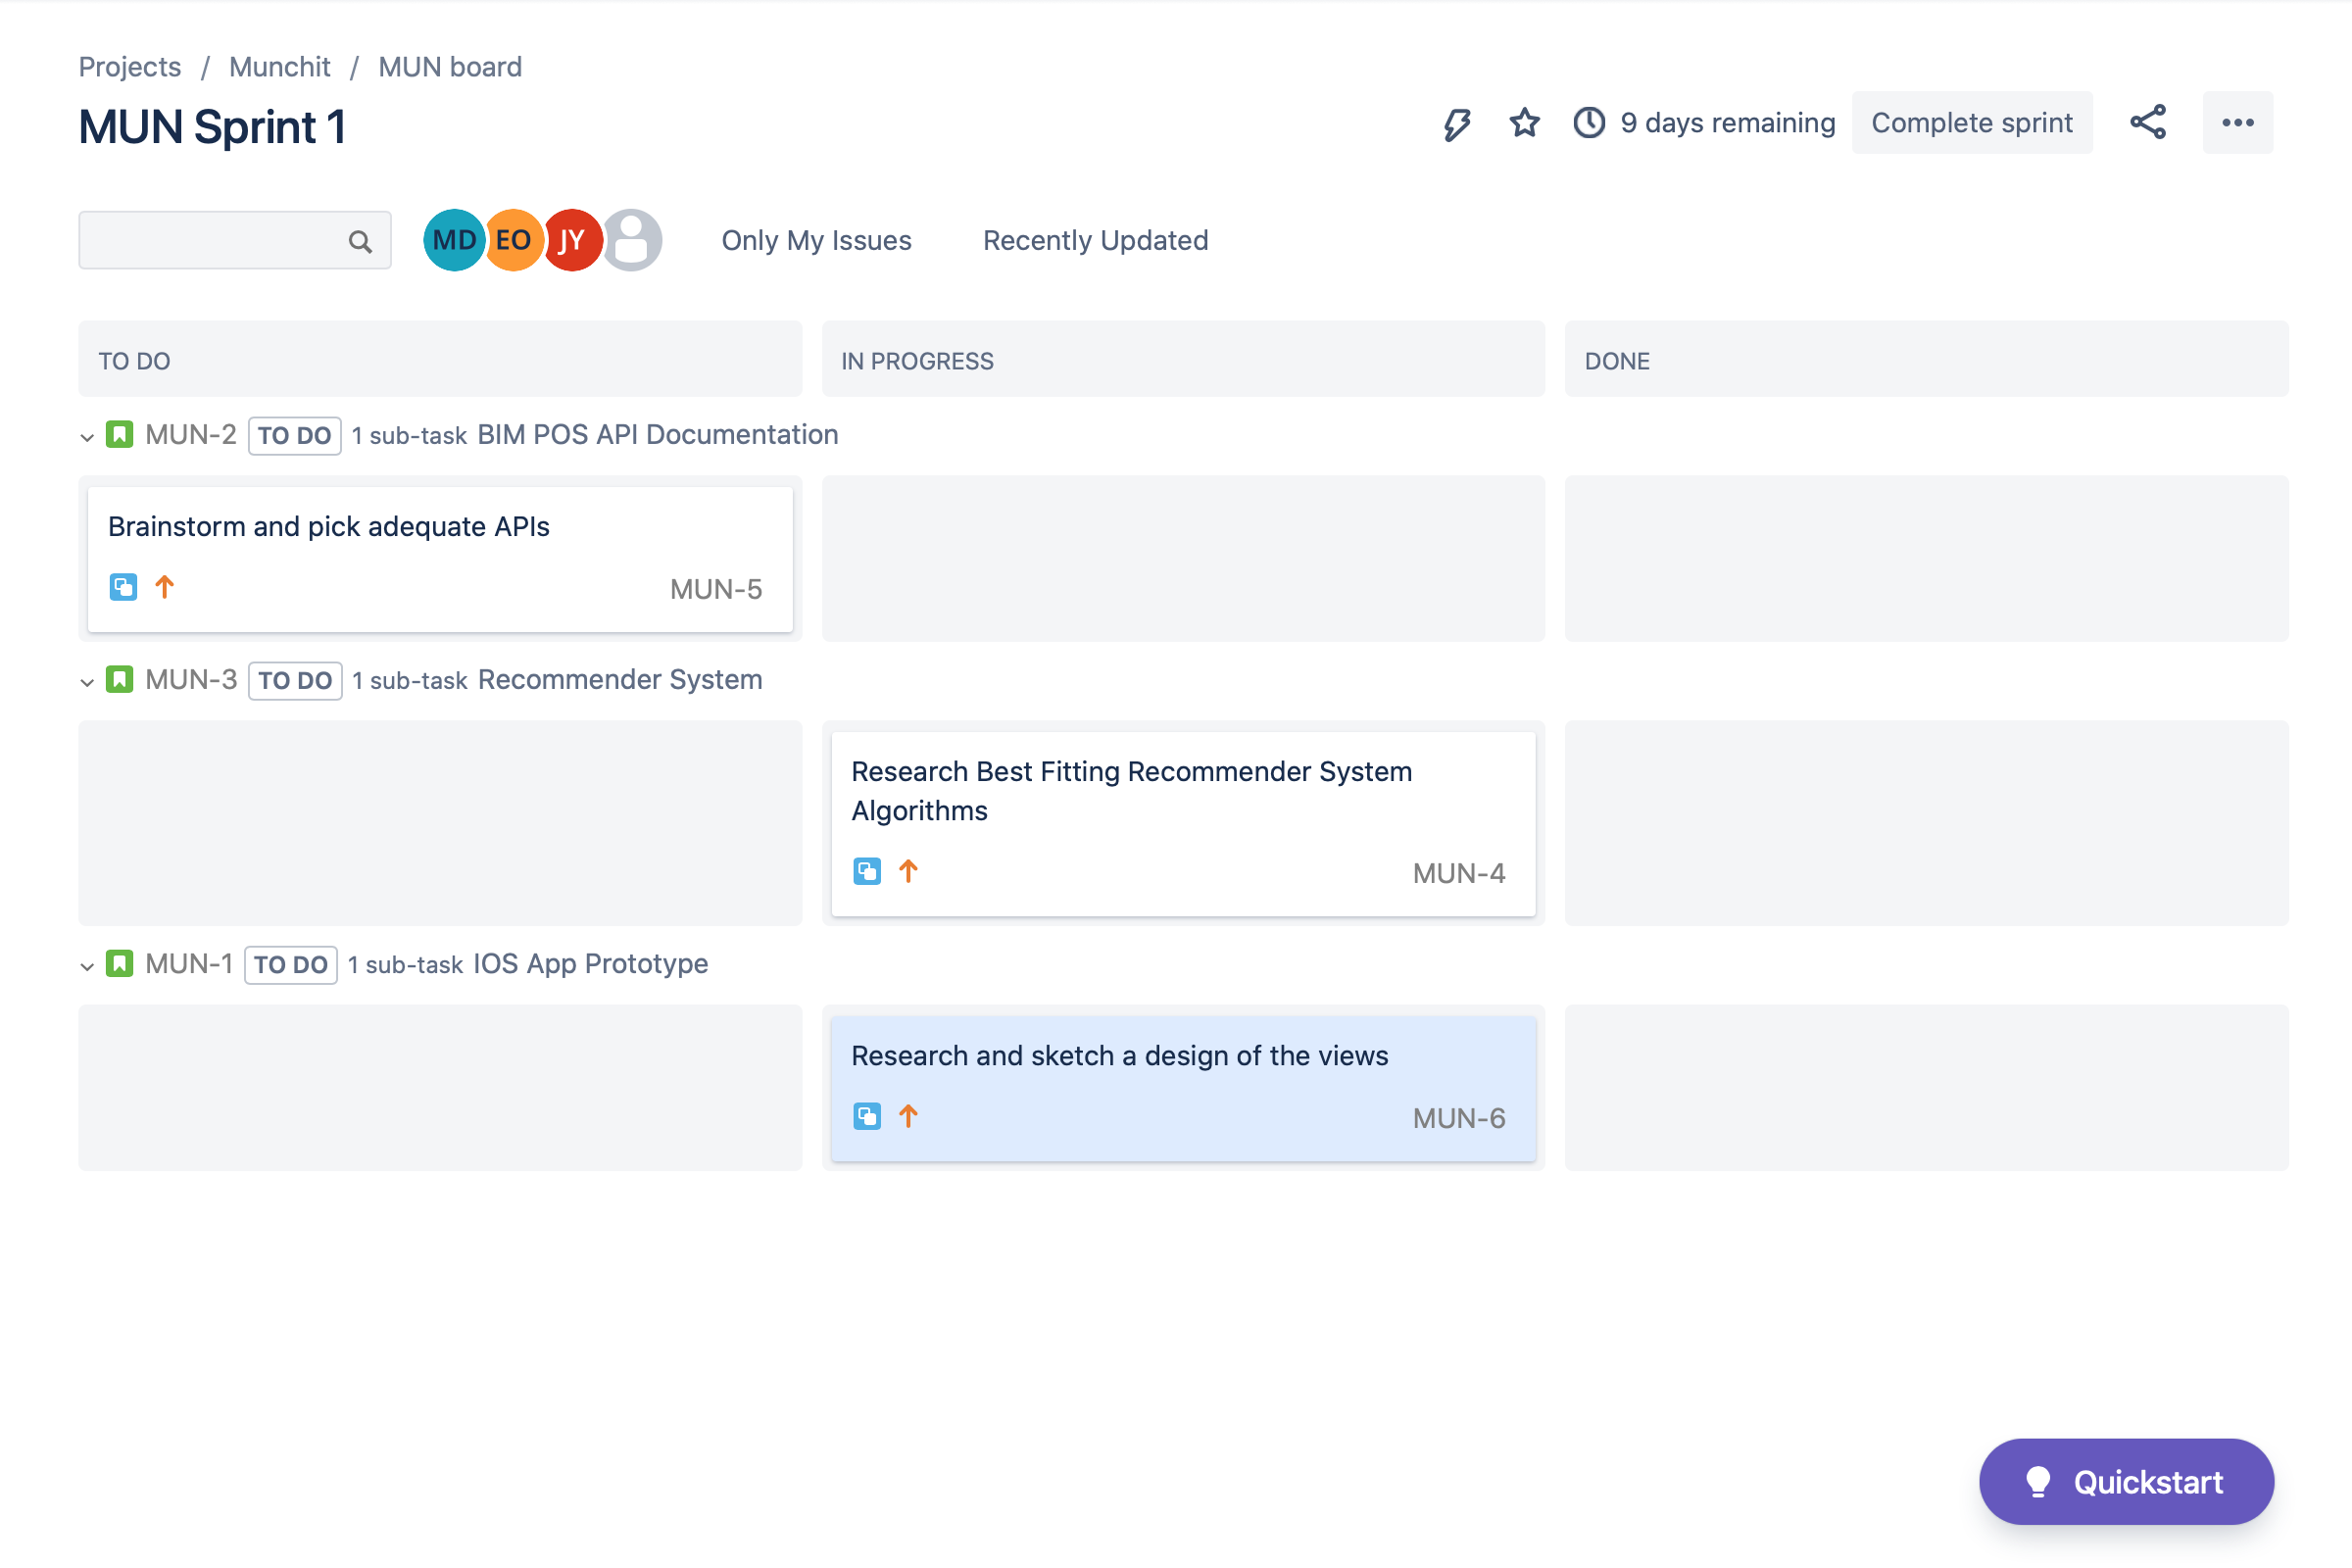 Projects / Munchit / MUN board
MUN Sprint 1
9 days remaining
Complete sprint
MD
EO
JY
Only My Issues
Recently Updated
TO DO
IN PROGRESS
DONE
MUN-2 TO DO 1 sub-task BIM POS API Documentation
Brainstorm and pick adequate APIs
MUN-5
MUN-3 TO DO 1 sub-task Recommender System
Research Best Fitting Recommender System
Algorithms
MUN-4
MUN-1 TO DO 1 sub-task IOS App Prototype
Research and sketch a design of the views
MUN-6
Quickstart